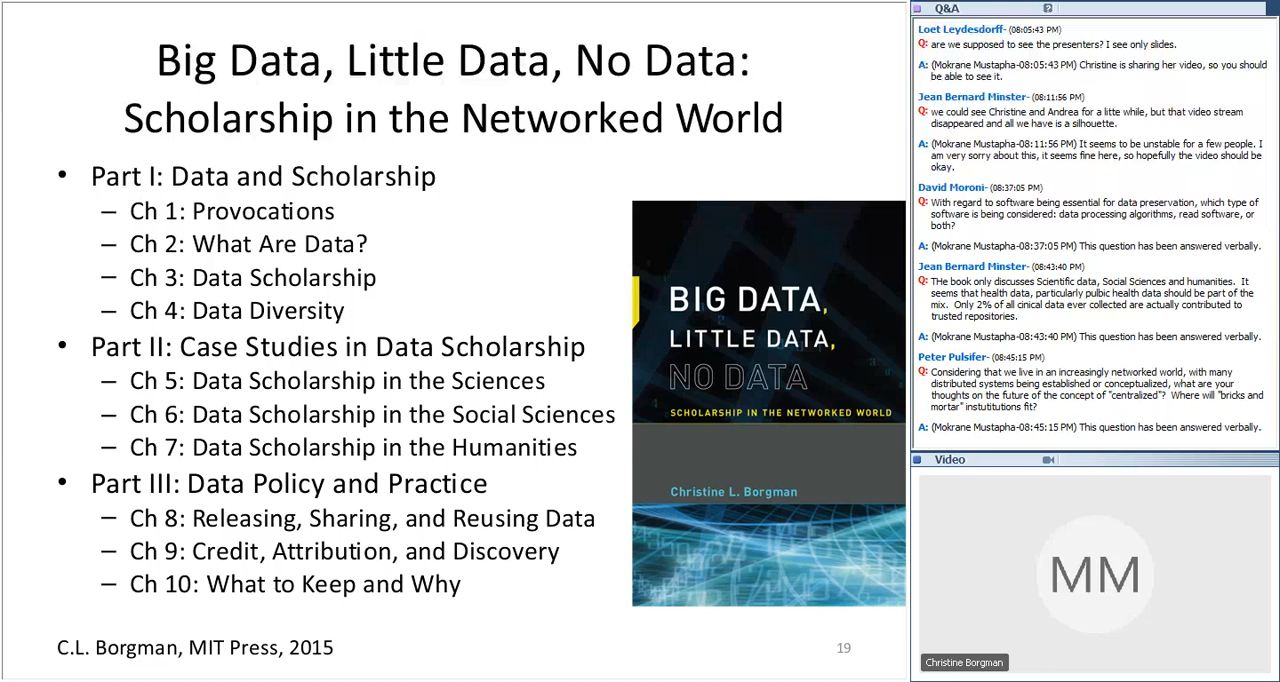 Big Data, Little Data, No Data:
Scholarship in the Networked World
• Part I: Data and Scholarship
– Ch 1: Provocations
– Ch 2: What Are Data?
– Ch 3: Data Scholarship
– Ch 4: Data Diversity
• Part II: Case Studies in Data Scholarship
– Ch 5: Data Scholarship in the Sciences
– Ch 6: Data Scholarship in the Social Sciences
– Ch 7: Data Scholarship in the Humanities
• Part III: Data Policy and Practice
– Ch 8: Releasing, Sharing, and Reusing Data
– Ch 9: Credit, Attribution, and Discovery
– Ch 10: What to Keep and Why
C.L. Borgman, MIT Press, 2015
19
BIG DATA,
LITTLE DATA,
NO DATA
SCHOLARSHIP IN THE NETWORKED WORLD
Christine L. Borgman
Q&A
?
Loet Leydesdorff- (08:05:43 PM)
Q: are we supposed to see the presenters? I see only slides.
A: (Mokrane Mustapha-08:05:43 PM) Christine is sharing her video, so you should
be able to see it.
Jean Bernard Minster- (08:11:56 PM)
Q: we could see Christine and Andrea for a litte while, but that video stream
disappeared and all we have is a silhouette.
A: (Mokrane Mustapha-08:11:56 PM) It seems to be unstable for a few people. I
am very sorry about this, it seems fine here, so hopefully the video should be
okay.
David Moroni- (08:37:05 PM)
Q: With regard to software being essential for data preservation, which type of
software is being considered: data processing algorithms, read software, or
both?
A: (Mokrane Mustapha-08:37:05 PM) This question has been answered verbally.
Jean Bernard Minster- (08:43:40 PM)
Q: The book only discusses Scientific data, Social Sciences and humanities. It
seems that health data, particularly pulbic health data should be part of the
mix. Only 2% of all cinical data ever collected are actually contributed to
trusted repositories.
A: (Mokrane Mustapha-08:43:40 PM) This question has been answered verbally.
Peter Pulsifer- (08:45:15 PM)
Q: Considering that we live in an increasingly networked world, with many
distributed systems being established or conceptualized, what are your
thoughts on the future of the concept of "centralized"? Where will "bricks and
mortar" instutitutions fit?
A: (Mokrane Mustapha-08:45:15 PM) This question has been answered verbally.
Video
MM
Christine Borgman